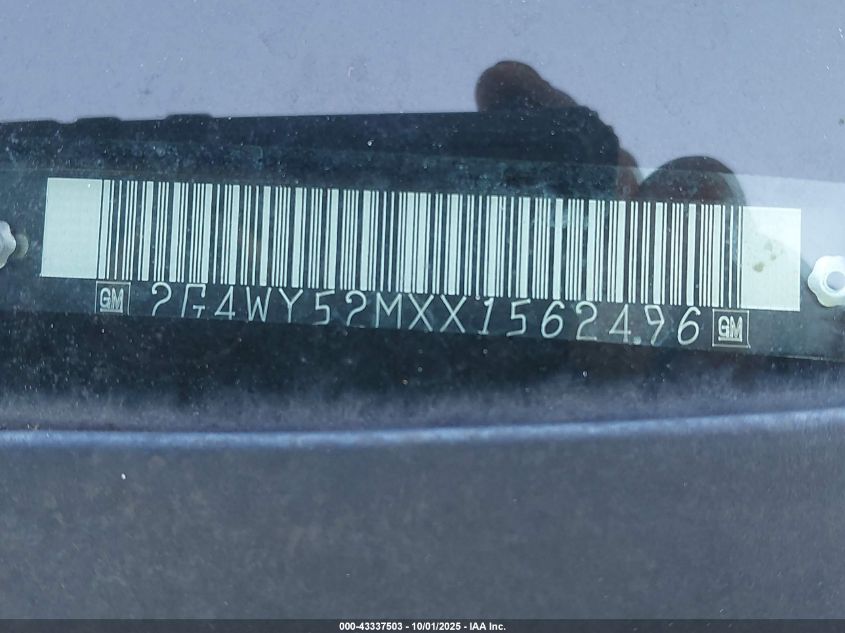 GM 2G4WY52MXX1562496 GM
000-43337503 - 10/01/2025 - IAA Inc.